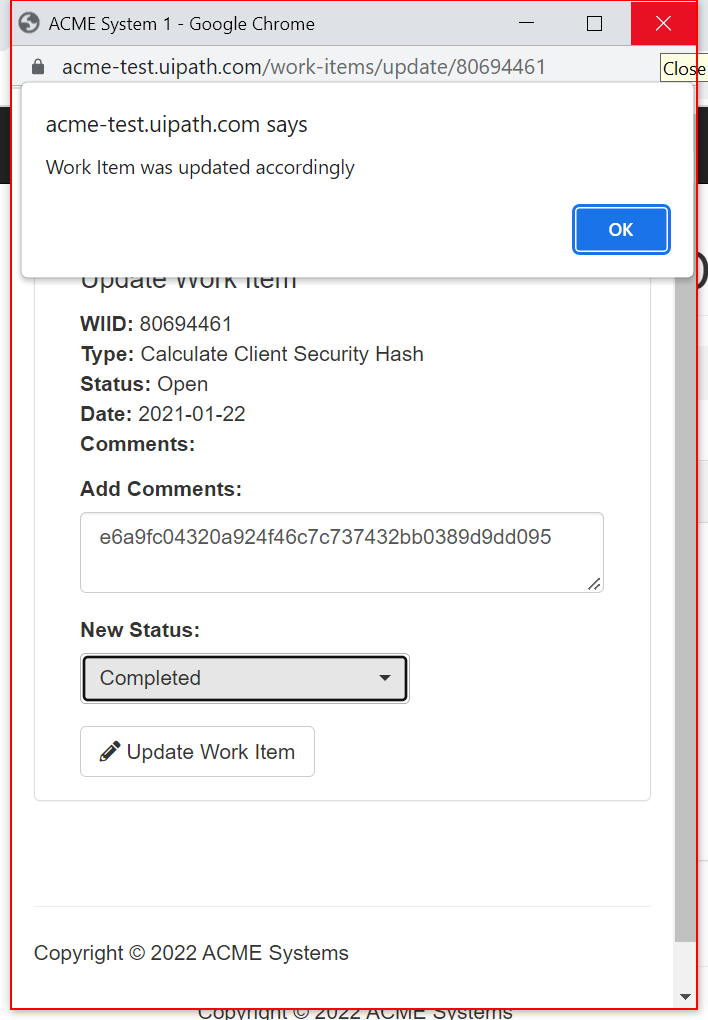 ACME System 1 - Google Chrome
acme-test.uipath.com/work-items/update/80694461
Close
acme-test.uipath.com says
Work Item was updated accordingly
OK
Update Work Item
WIID: 80694461
Type: Calculate Client Security Hash
Status: Open
Date: 2021-01-22
Comments:
Add Comments:
e6a9fc04320a924f46c7c737432bb0389d9dd095
New Status:
Completed
Update Work Item
Copyright © 2022 ACME Systems
Copyright © 2022 ACME Systems